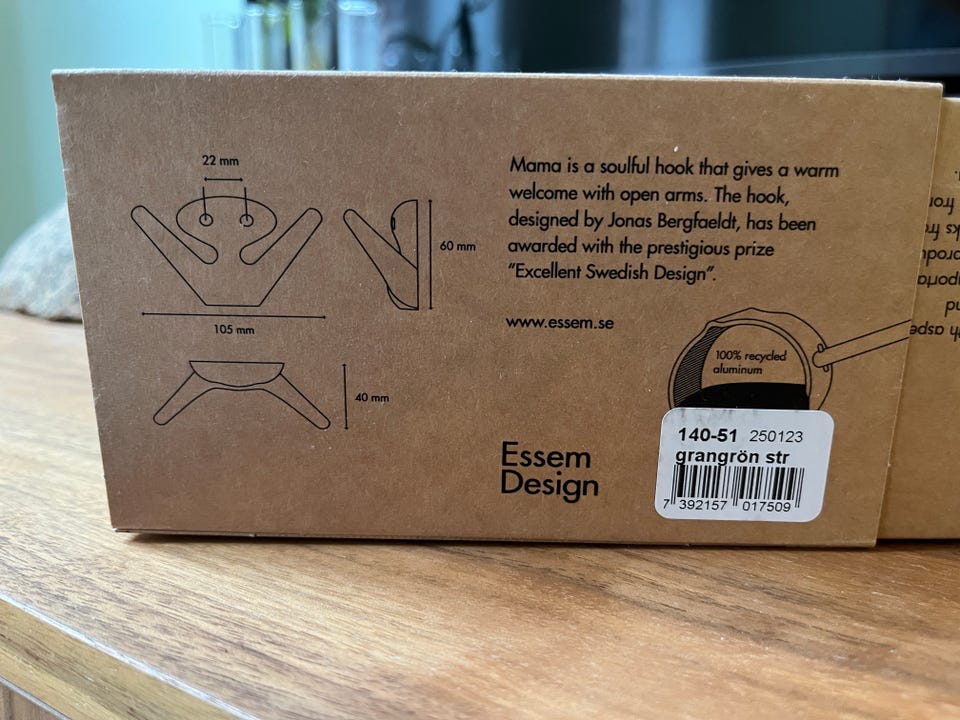 22 mm
60 mm
105 mm
40 mm
Mama is a soulful hook that gives a warm
welcome with open arms. The hook,
designed by Jonas Bergfaeldt, has been
awarded with the prestigious prize
“Excellent Swedish Design”.
www.essem.se
100% recycled
aluminum
Essem
Design
140-51 250123
grangrön str
7 392157 017509